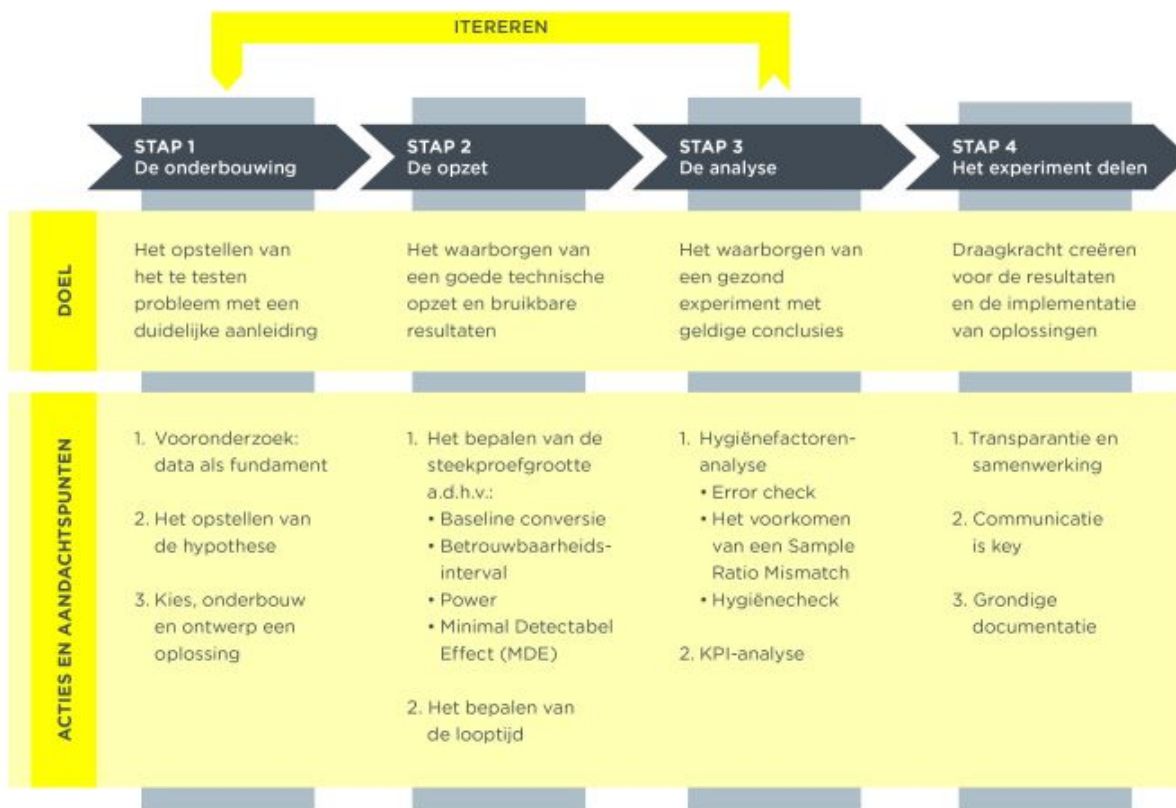 ITEREREN
STAP 1
De onderbouwing
STAP 2
De opzet
STAP 3
De analyse
STAP 4
Het experiment delen
DOEL
Het opstellen van
het te testen
probleem met een
duidelijke aanleiding
Het waarborgen van
een goede technische
opzet en bruikbare
resultaten
Het waarborgen van
een gezond
experiment met
geldige conclusies
Draagkracht creëren
voor de resultaten
en de implementatie
van oplossingen
ACTIES EN AANDACHTSPUNTEN
1. Vooronderzoek:
data als fundament
2. Het opstellen van
de hypothese
3. Kies, onderbouw
en ontwerp een
oplossing
1. Het bepalen van de
steekproefgrootte
a.d.h.v.:
• Baseline conversie
• Betrouwbaarheids-
interval
• Power
• Minimal Detectabel
Effect (MDE)
2. Het bepalen van
de looptijd
1. Hygiënefactoren-
analyse
• Error check
• Het voorkomen
van een Sample
Ratio Mismatch
• Hygiënecheck
2. KPI-analyse
1. Transparantie en
samenwerking
2. Communicatie
is key
3. Grondige
documentatie